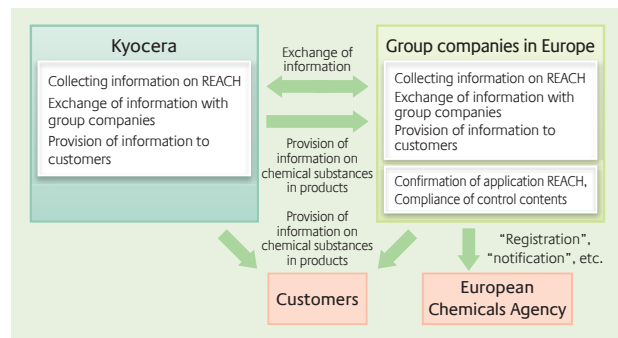 Kyocera
Collecting information on REACH
Exchange of information with
group companies
Provision of information to
customers
Exchange of
information
Provision of
information on
chemical substances
in products
Group companies in Europe
Collecting information on REACH
Exchange of information with
group companies
Provision of information to
customers
Confirmation of application REACH,
Compliance of control contents
Provision of
information on
chemical substances
in products
“Registration”,
“notification”, etc.
Customers
European
Chemicals Agency